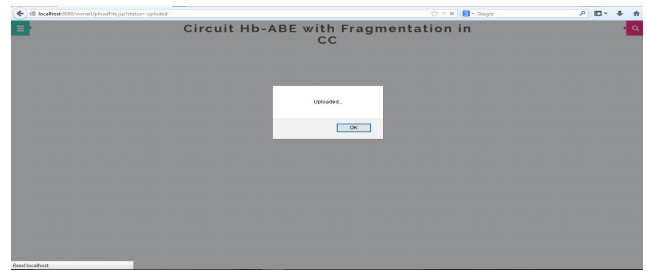 localhost:8080/owner/UploadFile.jsp?status='uploaded'
Google
Circuit Hb-ABE with Fragmentation in
CC
Uploaded..
OK
Read localhost